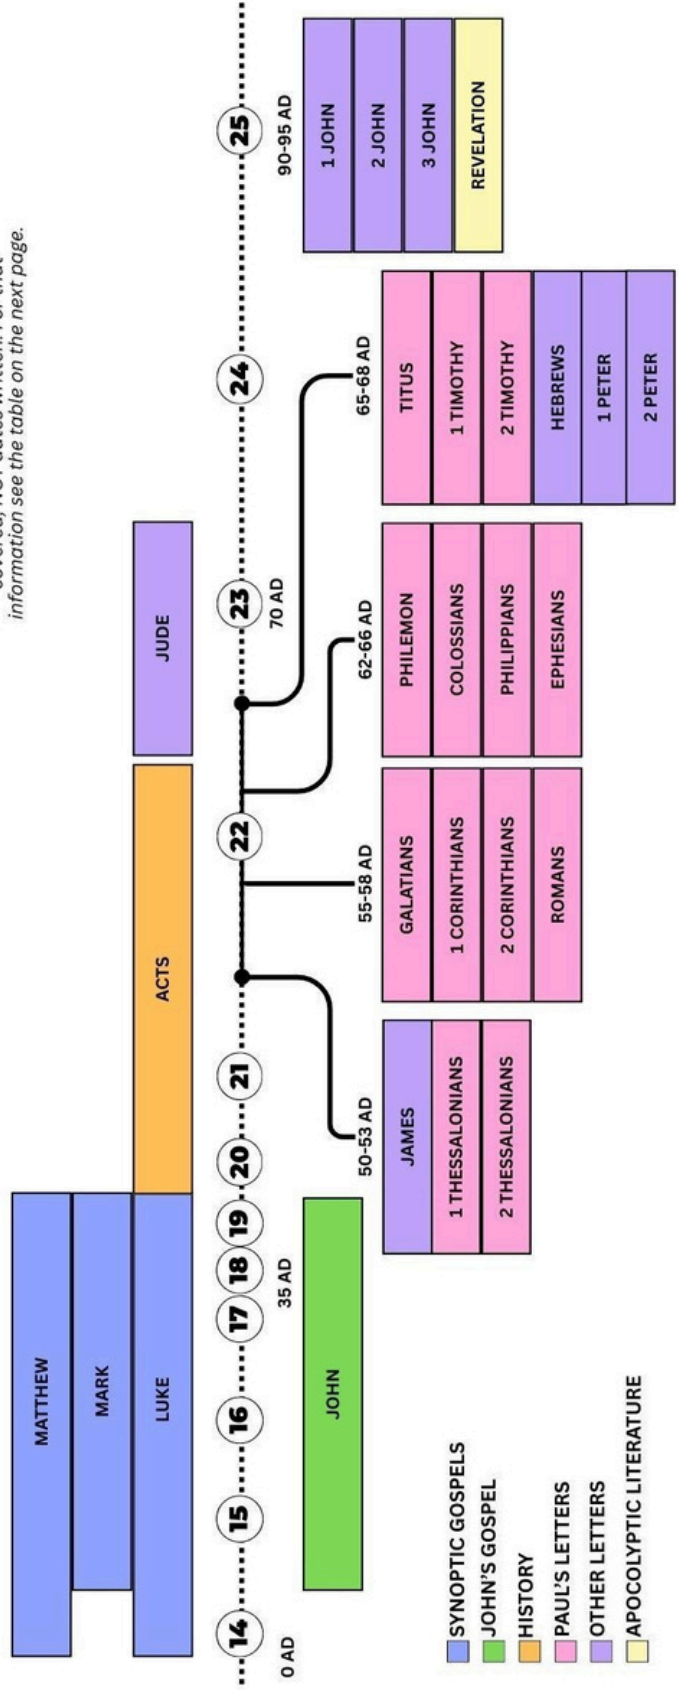 information see the table on the next page.
MATTHEW
MARK
LUKE
ACTS
JUDE
14
15
16
17
18
19
20
21
22
23
24
25
0 AD
35 AD
70 AD
90-95 AD
JOHN
1 JOHN
2 JOHN
3 JOHN
REVELATION
50-53 AD
JAMES
1 THESSALONIANS
2 THESSALONIANS
55-58 AD
GALATIANS
1 CORINTHIANS
2 CORINTHIANS
ROMANS
62-66 AD
PHILEMON
COLOSSIANS
PHILIPPIANS
EPHESIANS
65-68 AD
TITUS
1 TIMOTHY
2 TIMOTHY
HEBREWS
1 PETER
2 PETER
SYNOPTIC GOSPELS
JOHN'S GOSPEL
HISTORY
PAUL'S LETTERS
OTHER LETTERS
APOCOLYPTIC LITERATURE